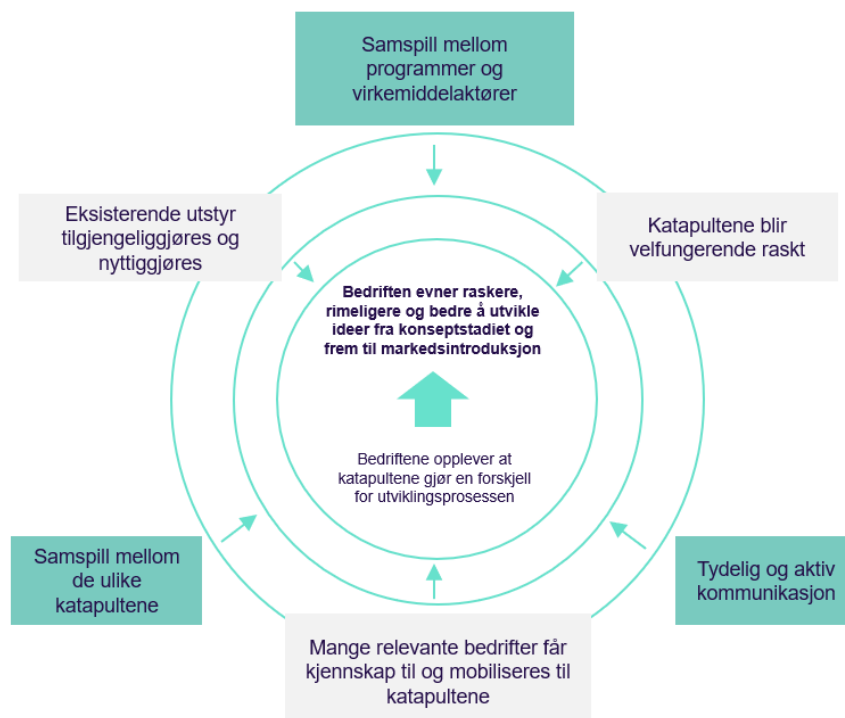 Samspill mellom
programmer og
virkemiddelaktører
Eksisterende utstyr
tilgjengeliggjøres og
nyttiggjøres
Katapultene blir
velfungerende raskt
Bedriften evner raskere,
rimeligere og bedre å utvikle
ideer fra konseptstadiet og
frem til markedsintroduksjon
Bedriftene opplever at
katapultene gjør en forskjell
for utviklingsprosessen
Samspill mellom
de ulike
katapultene
Tydelig og aktiv
kommunikasjon
Mange relevante bedrifter får
kjennskap til og mobiliseres til
katapultene